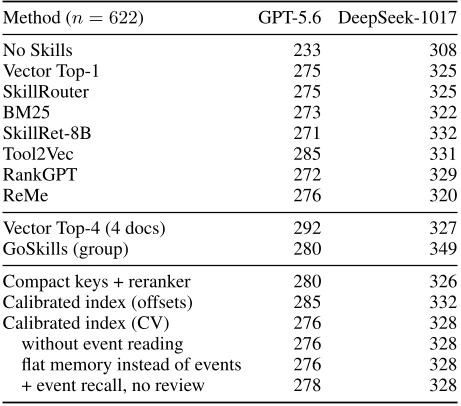 Method (n = 622) GPT-5.6 DeepSeek-1017
No Skills 233 308
Vector Top-1 275 325
SkillRouter 275 325
BM25 273 322
SkillRet-8B 271 332
Tool2Vec 285 331
RankGPT 272 329
ReMe 276 320
Vector Top-4 (4 docs) 292 327
GoSkills (group) 280 349
Compact keys + reranker 280 326
Calibrated index (offsets) 285 332
Calibrated index (CV) 276 328
without event reading 276 328
flat memory instead of events 276 328
+ event recall, no review 278 328